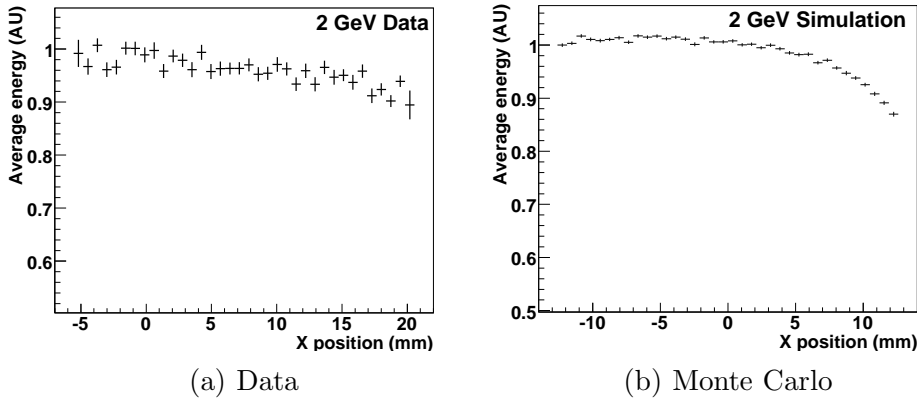 2 GeV Data
Average energy (AU)
1
0.9
0.8
0.7
0.6
-5 0 5 10 15 20
X position (mm)
(a) Data
2 GeV Simulation
Average energy (AU)
1
0.9
0.8
0.7
0.6
0.5
-10 -5 0 5 10
X position (mm)
(b) Monte Carlo